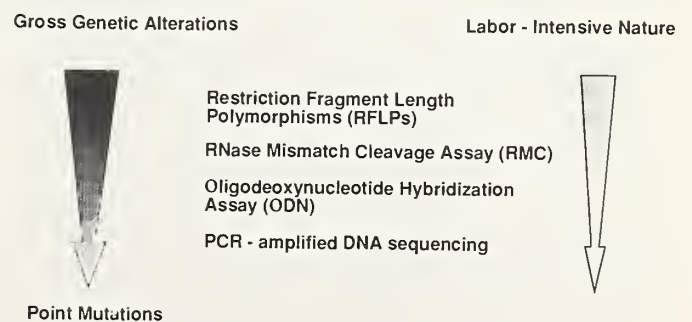 Gross Genetic Alterations
Labor - Intensive Nature
Restriction Fragment Length
Polymorphisms (RFLPs)
RNase Mismatch Cleavage Assay (RMC)
Oligodeoxynucleotide Hybridization
Assay (ODN)
PCR - amplified DNA sequencing
Point Mutations